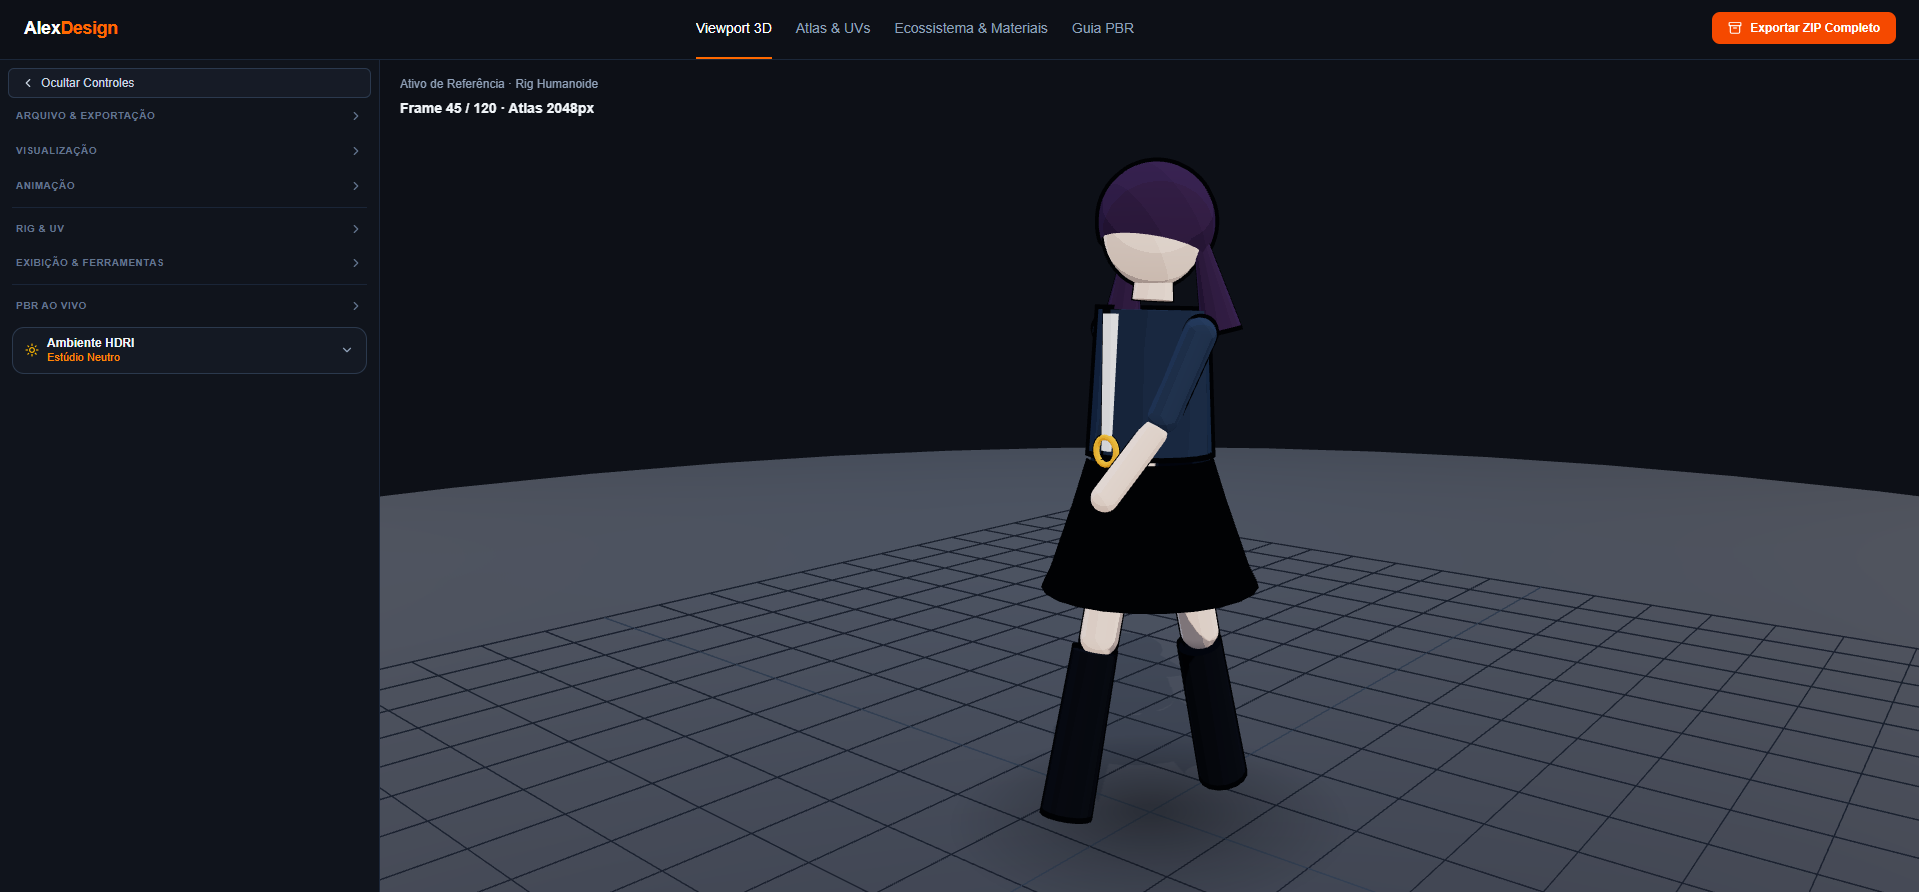 AlexDesign
Viewport 3D
Atlas & UVs
Ecossistema & Materiais
Guia PBR
Exportar ZIP Completo
Ocultar Controles
ARQUIVO & EXPORTAÇÃO
VISUALIZAÇÃO
ANIMAÇÃO
RIG & UV
EXIBIÇÃO & FERRAMENTAS
PBR AO VIVO
Ambiente HDRI
Estúdio Neutro
Ativo de Referência · Rig Humanoide
Frame 45 / 120 · Atlas 2048px